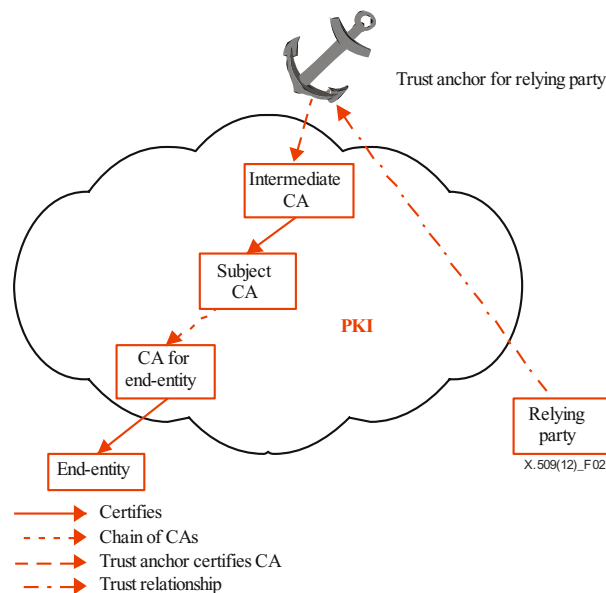 Trust anchor for relying party
Intermediate
CA
Subject
CA
PKI
CA for
end-entity
Relying
party
End-entity
X.509(12)_F02
Certifies
Chain of CAs
Trust anchor certifies CA
Trust relationship